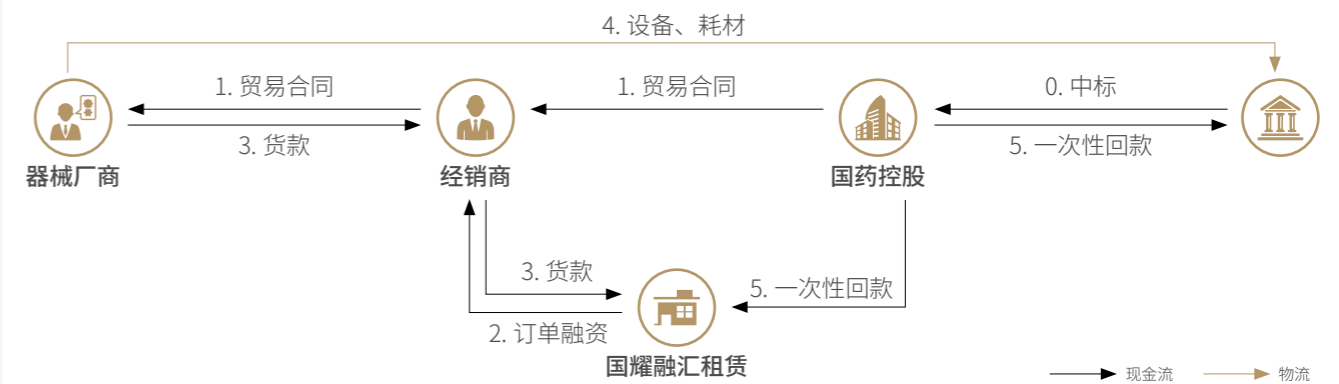 4. 设备、耗材
1. 贸易合同
1. 贸易合同
0. 中标
3. 货款
5. 一次性回款
器械厂商
经销商
国药控股
3. 货款
5. 一次性回款
2. 订单融资
国耀融汇租赁
现金流
物流